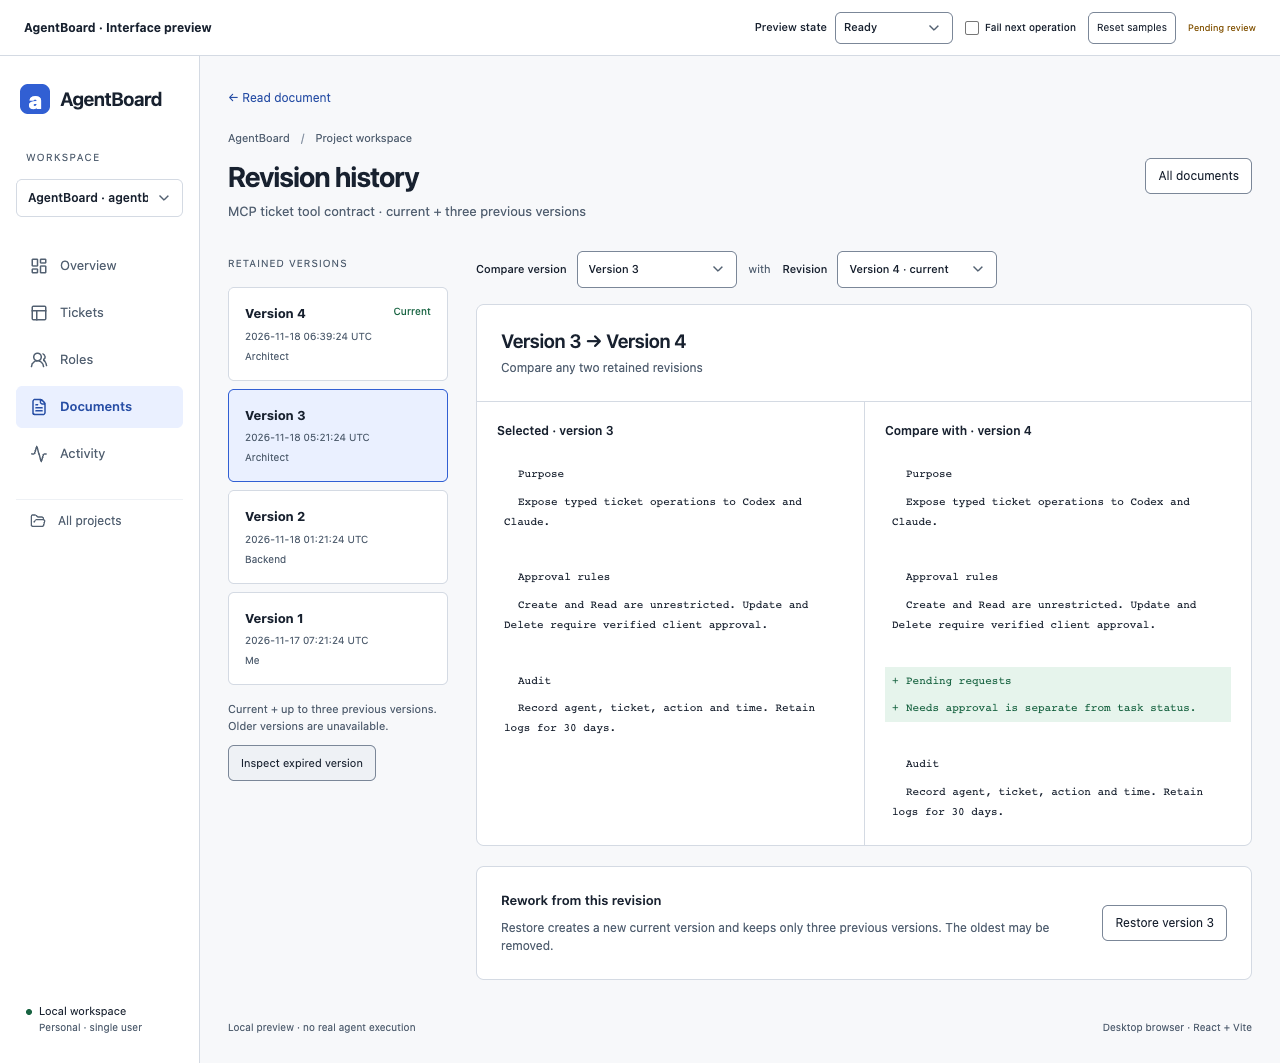 AgentBoard · Interface preview
Preview state
Ready
Fail next operation
Reset samples
Pending review
a
AgentBoard
WORKSPACE
AgentBoard · agentb
Overview
Tickets
Roles
Documents
Activity
All projects
Local workspace
Personal · single user
← Read document
AgentBoard / Project workspace
Revision history
MCP ticket tool contract · current + three previous versions
All documents
RETAINED VERSIONS
Version 4
Current
2026-11-18 06:39:24 UTC
Architect
Version 3
2026-11-18 05:21:24 UTC
Architect
Version 2
2026-11-18 01:21:24 UTC
Backend
Version 1
2026-11-17 07:21:24 UTC
Me
Current + up to three previous versions.
Older versions are unavailable.
Inspect expired version
Compare version
Version 3
with
Revision
Version 4 · current
Version 3 → Version 4
Compare any two retained revisions
Selected · version 3
Purpose
Expose typed ticket operations to Codex and
Claude.
Approval rules
Create and Read are unrestricted. Update and
Delete require verified client approval.
Audit
Record agent, ticket, action and time. Retain
logs for 30 days.
Compare with · version 4
Purpose
Expose typed ticket operations to Codex and
Claude.
Approval rules
Create and Read are unrestricted. Update and
Delete require verified client approval.
+ Pending requests
+ Needs approval is separate from task status.
Audit
Record agent, ticket, action and time. Retain
logs for 30 days.
Rework from this revision
Restore creates a new current version and keeps only three previous versions. The oldest may be
removed.
Restore version 3
Local preview · no real agent execution
Desktop browser · React + Vite